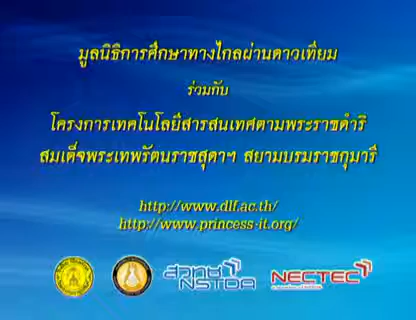 มูลนิธิการศึกษาทางไกลผ่านดาวเทียม
ร่วมกับ
โครงการเทคโนโลยีสารสนเทศตามพระราชดำริ
สมเด็จพระเทพรัตนราชสุดาฯ สยามบรมราชกุมารี
http://www.dlf.ac.th/
http://www.princess-it.org/
สวทช
NSTDA
NECTEC